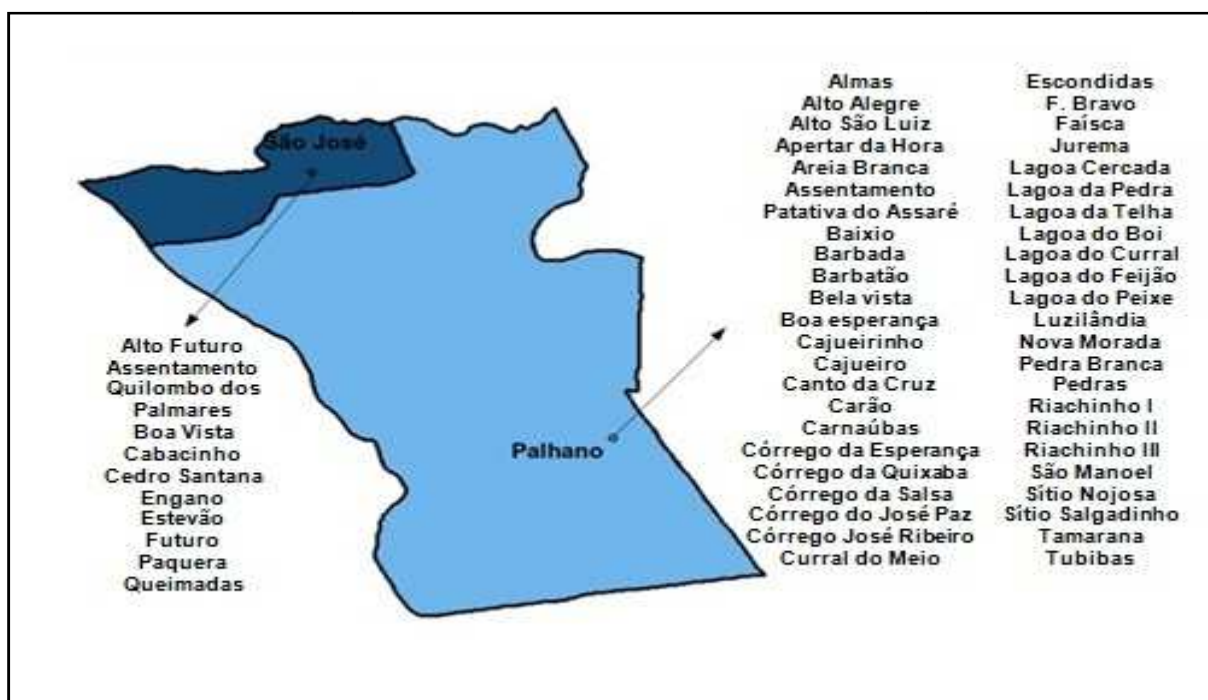 São José
Palhano
Alto Futuro
Assentamento
Quilombo dos
Palmares
Boa Vista
Cabacinho
Cedro Santana
Engano
Estevão
Futuro
Paquera
Queimadas
Almas
Alto Alegre
Alto São Luiz
Apertar da Hora
Areia Branca
Assentamento
Patativa do Assaré
Baixio
Barbada
Barbatão
Bela vista
Boa esperança
Cajueirinho
Cajueiro
Canto da Cruz
Carão
Carnaúbas
Córrego da Esperança
Córrego da Quixaba
Córrego da Salsa
Córrego do José Paz
Córrego José Ribeiro
Curral do Meio
Escondidas
F. Bravo
Faísca
Jurema
Lagoa Cercada
Lagoa da Pedra
Lagoa da Telha
Lagoa do Boi
Lagoa do Curral
Lagoa do Feijão
Lagoa do Peixe
Luzilândia
Nova Morada
Pedra Branca
Pedras
Riachinho I
Riachinho II
Riachinho III
São Manoel
Sítio Nojosa
Sítio Salgadinho
Tamarana
Tubibas